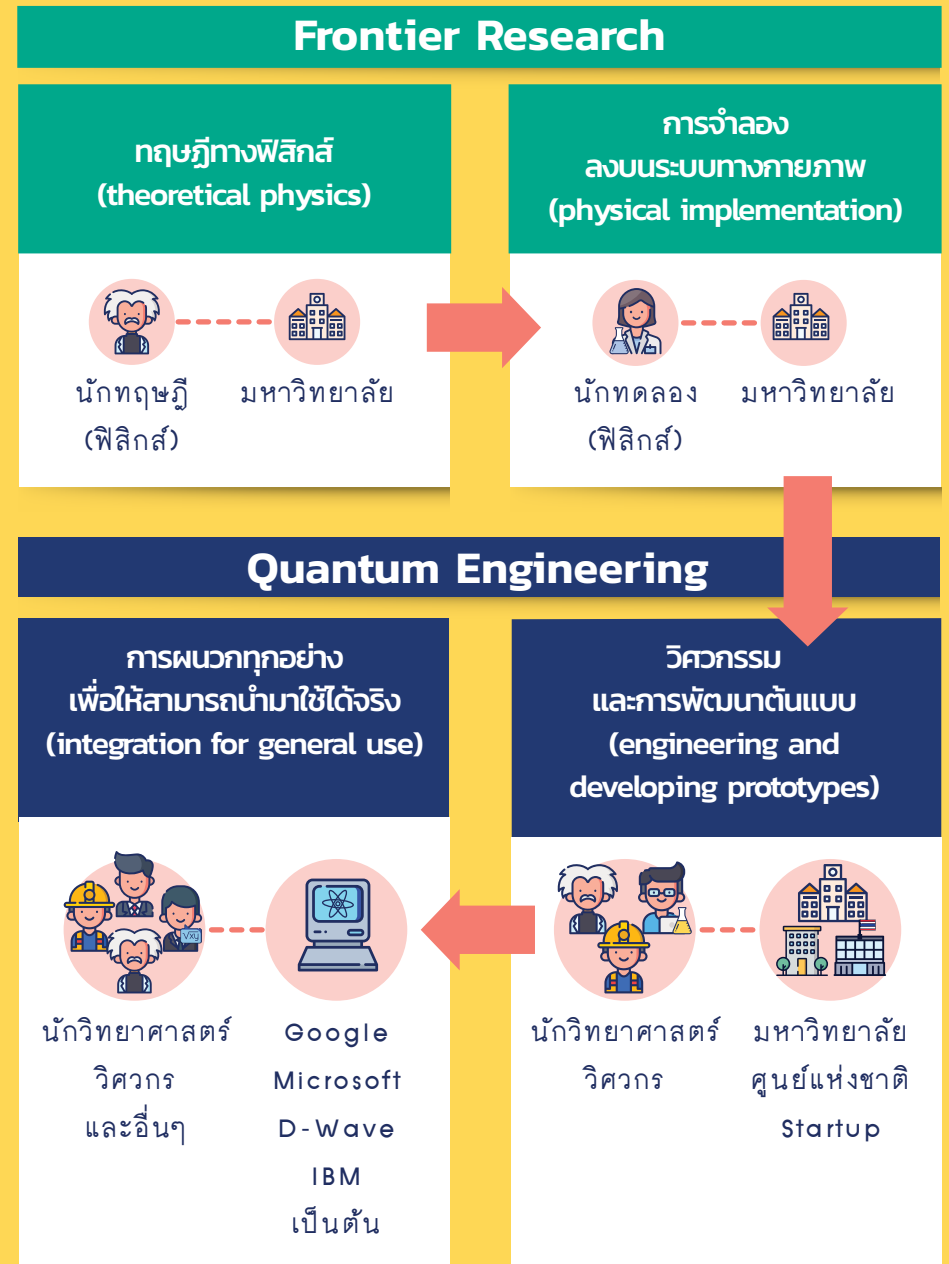 Frontier Research
ทฤษฎีทางฟิสิกส์
(theoretical physics)
นักทฤษฎี
(ฟิสิกส์)
มหาวิทยาลัย
การจำลอง
ลงบนระบบทางกายภาพ
(physical implementation)
นักทดลอง
(ฟิสิกส์)
มหาวิทยาลัย
Quantum Engineering
วิศวกรรม
และการพัฒนาต้นแบบ
(engineering and
developing prototypes)
นักวิทยาศาสตร์
วิศวกร
มหาวิทยาลัย
ศูนย์แห่งชาติ
Startup
การผนวกทุกอย่าง
เพื่อให้สามารถนำมาใช้ได้จริง
(integration for general use)
√xy
นักวิทยาศาสตร์
วิศวกร
และอื่นๆ
Google
Microsoft
D-Wave
IBM
เป็นต้น